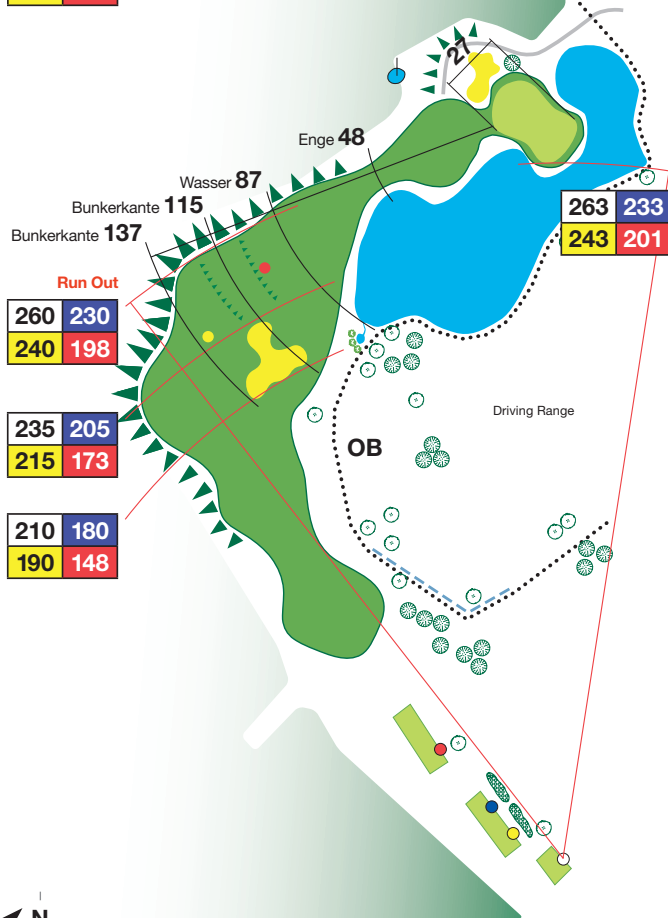 27
Enge 48
Wasser 87
Bunkerkante 115
Bunkerkante 137
263 233
243 201
Run Out
260 230
240 198
235 205
215 173
Driving Range
OB
210 180
190 148
N